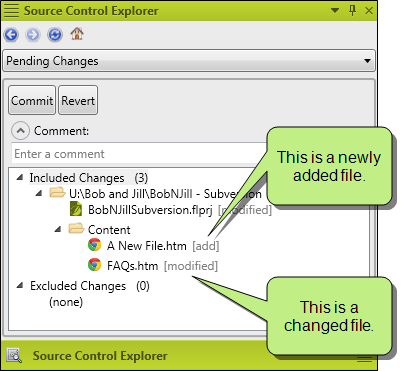 Source Control Explorer
Pending Changes
Commit Revert
Comment:
Enter a comment
This is a newly
added file.
Included Changes (3)
U:\Bob and Jill\BobNJill - Subversion
BobNJillSubversion.flprj [modified]
Content
A New File.htm [add]
FAQs.htm [modified]
Excluded Changes (0)
(none)
This is a
changed file.
Source Control Explorer